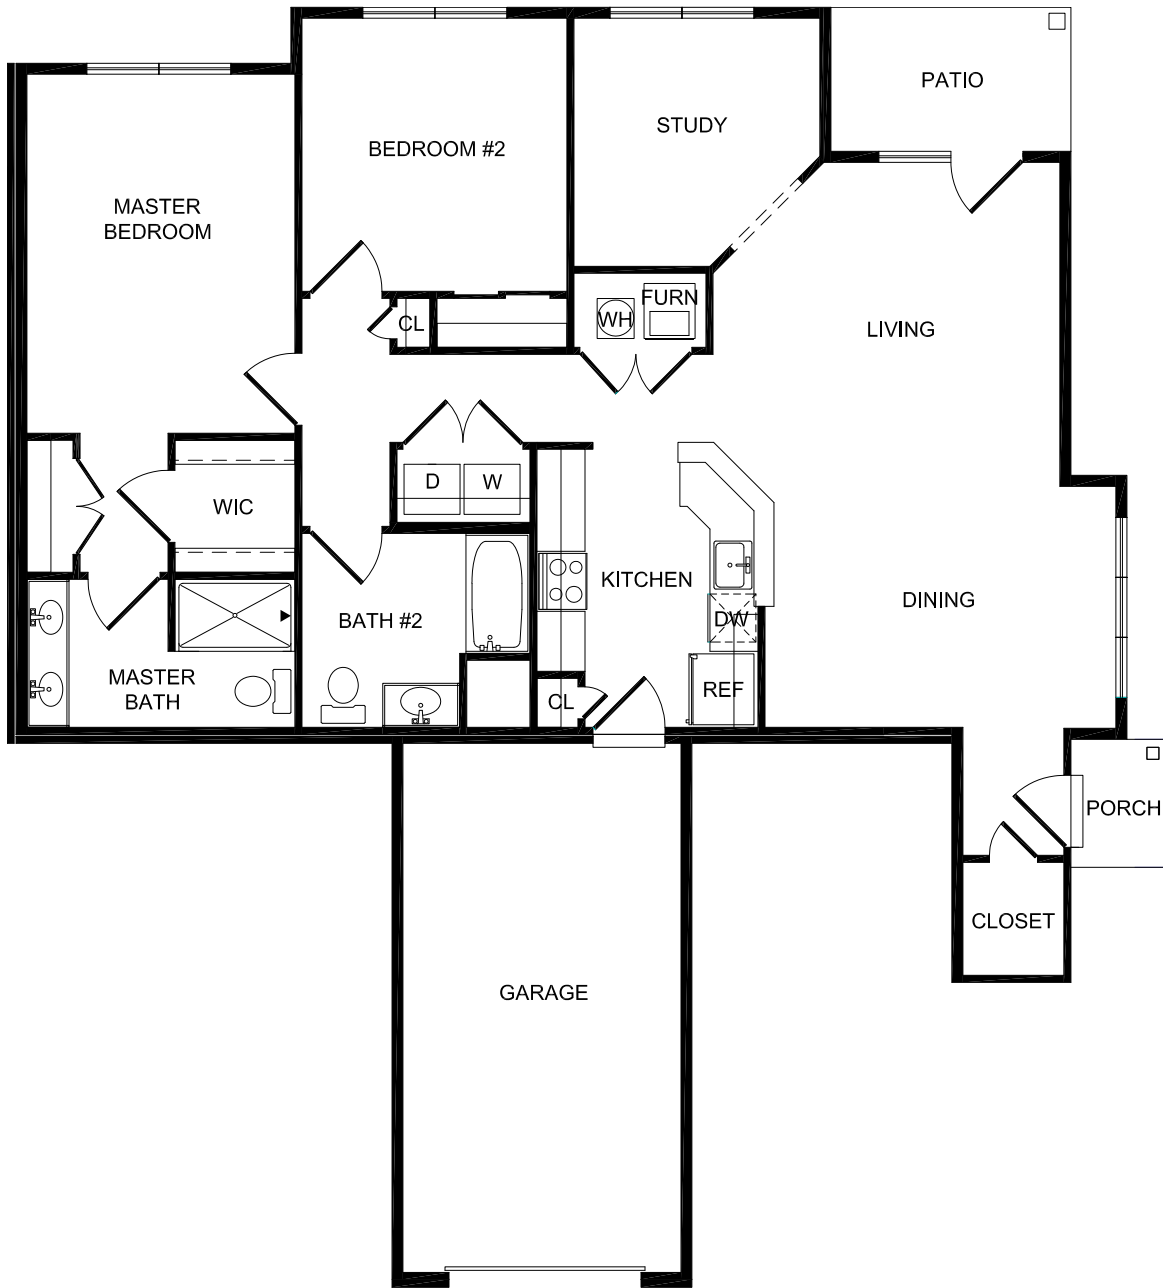 PATIO
STUDY
BEDROOM #2
MASTER
BEDROOM
FURN
WH
CL
LIVING
D
W
WIC
KITCHEN
DINING
BATH #2
DW
MASTER
BATH
REF
CL
PORCH
CLOSET
GARAGE